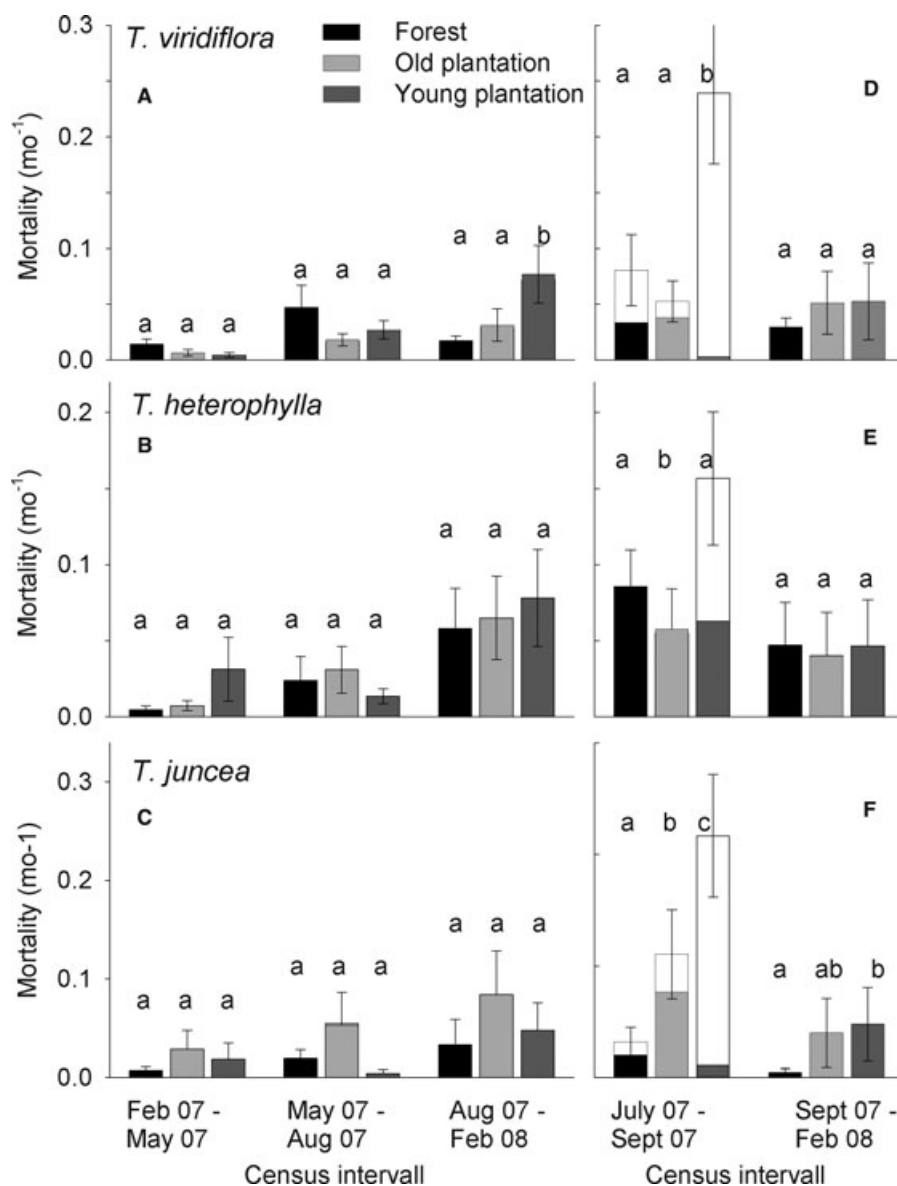 0.3
T. viridiflora
Forest
Old plantation
Young plantation
A
D
a a b
0.2
Mortality (mo⁻¹)
0.1
a a b
a a a
a a a
a a a
0.0
T. heterophylla
B
E
0.2
a b a
Mortality (mo⁻¹)
a a a
0.1
a a a
a a a
a a a
0.0
T. juncea
C
F
0.3
a b c
Mortality (mo-1)
0.2
a a a
a a a
a a a
a ab b
0.1
0.0
Feb 07 - May 07
May 07 - Aug 07
Aug 07 - Feb 08
July 07 - Sept 07
Sept 07 - Feb 08
Census intervall
Census intervall